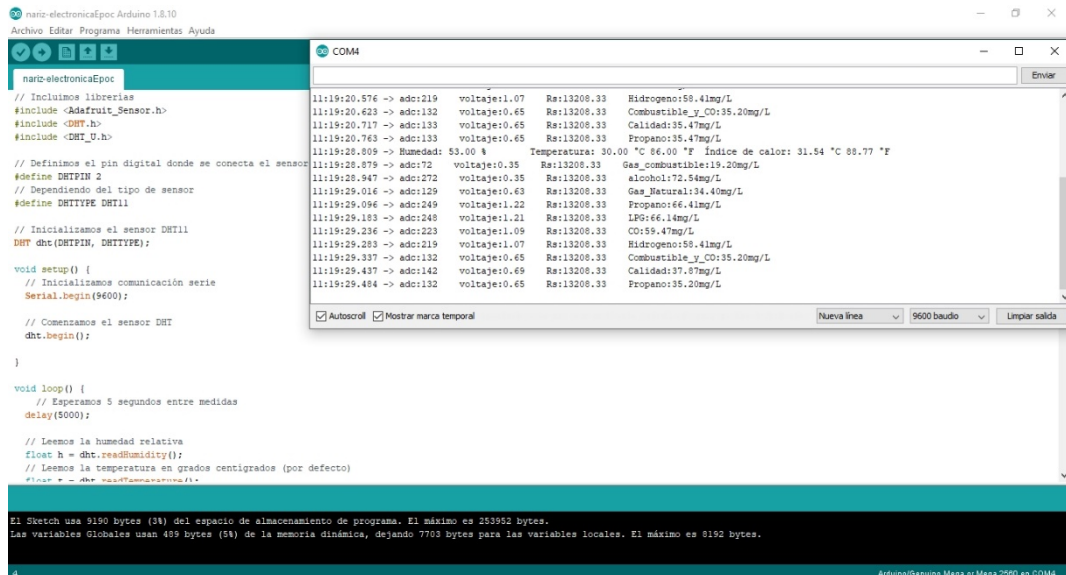 nariz-electronicaEpoc Arduino 1.8.10
Archivo Editar Programa Herramientas Ayuda
nariz-electronicaEpoc
// Incluimos librerías
#include <Adafruit_Sensor.h>
#include <DHT.h>
#include <DHT_U.h>
// Definimos el pin digital donde se conecta el sensor
#define DHTPIN 2
// Dependiendo del tipo de sensor
#define DHTTYPE DHT11
// Inicializamos el sensor DHT11
DHT dht(DHTPIN, DHTTYPE);
void setup() {
// Inicializamos comunicación serie
Serial.begin(9600);
// Comenzamos el sensor DHT
dht.begin();
}
void loop() {
// Esperamos 5 segundos entre medidas
delay(5000);
// Leemos la humedad relativa
float h = dht.readHumidity();
// Leemos la temperatura en grados centígrados (por defecto)
float t = dht.readTemperature();
COM4
Enviar
11:19:20.576 -> adc:219 voltaje:1.07 Rs:13208.33 Hidrogeno:58.41mg/L
11:19:20.623 -> adc:132 voltaje:0.65 Rs:13208.33 Combustible_y_CO:35.20mg/L
11:19:20.717 -> adc:133 voltaje:0.65 Rs:13208.33 Calidad:35.47mg/L
11:19:20.763 -> adc:133 voltaje:0.65 Rs:13208.33 Propano:35.47mg/L
11:19:28.809 -> Humedad: 53.00 % Temperatura: 30.00 *C 86.00 *F Índice de calor: 31.54 *C 88.77 *F
11:19:28.879 -> adc:72 voltaje:0.35 Rs:13208.33 Gas_combustible:19.20mg/L
11:19:28.947 -> adc:272 voltaje:0.35 Rs:13208.33 alcohol:72.54mg/L
11:19:29.016 -> adc:129 voltaje:0.63 Rs:13208.33 Gas_Natural:34.40mg/L
11:19:29.096 -> adc:249 voltaje:1.22 Rs:13208.33 Propano:66.41mg/L
11:19:29.183 -> adc:248 voltaje:1.21 Rs:13208.33 LPG:66.14mg/L
11:19:29.236 -> adc:223 voltaje:1.09 Rs:13208.33 CO:59.47mg/L
11:19:29.283 -> adc:219 voltaje:1.07 Rs:13208.33 Hidrogeno:58.41mg/L
11:19:29.337 -> adc:132 voltaje:0.65 Rs:13208.33 Combustible_y_CO:35.20mg/L
11:19:29.437 -> adc:142 voltaje:0.69 Rs:13208.33 Calidad:37.87mg/L
11:19:29.484 -> adc:132 voltaje:0.65 Rs:13208.33 Propano:35.20mg/L
Autoscroll Mostrar marca temporal Nueva línea 9600 baudio Limpiar salida
El Sketch usa 9190 bytes (3%) del espacio de almacenamiento de programa. El máximo es 253952 bytes.
Las variables Globales usan 489 bytes (5%) de la memoria dinámica, dejando 7703 bytes para las variables locales. El máximo es 8192 bytes.
4 Arduino/Genuino Mega or Mega 2560 en COM4